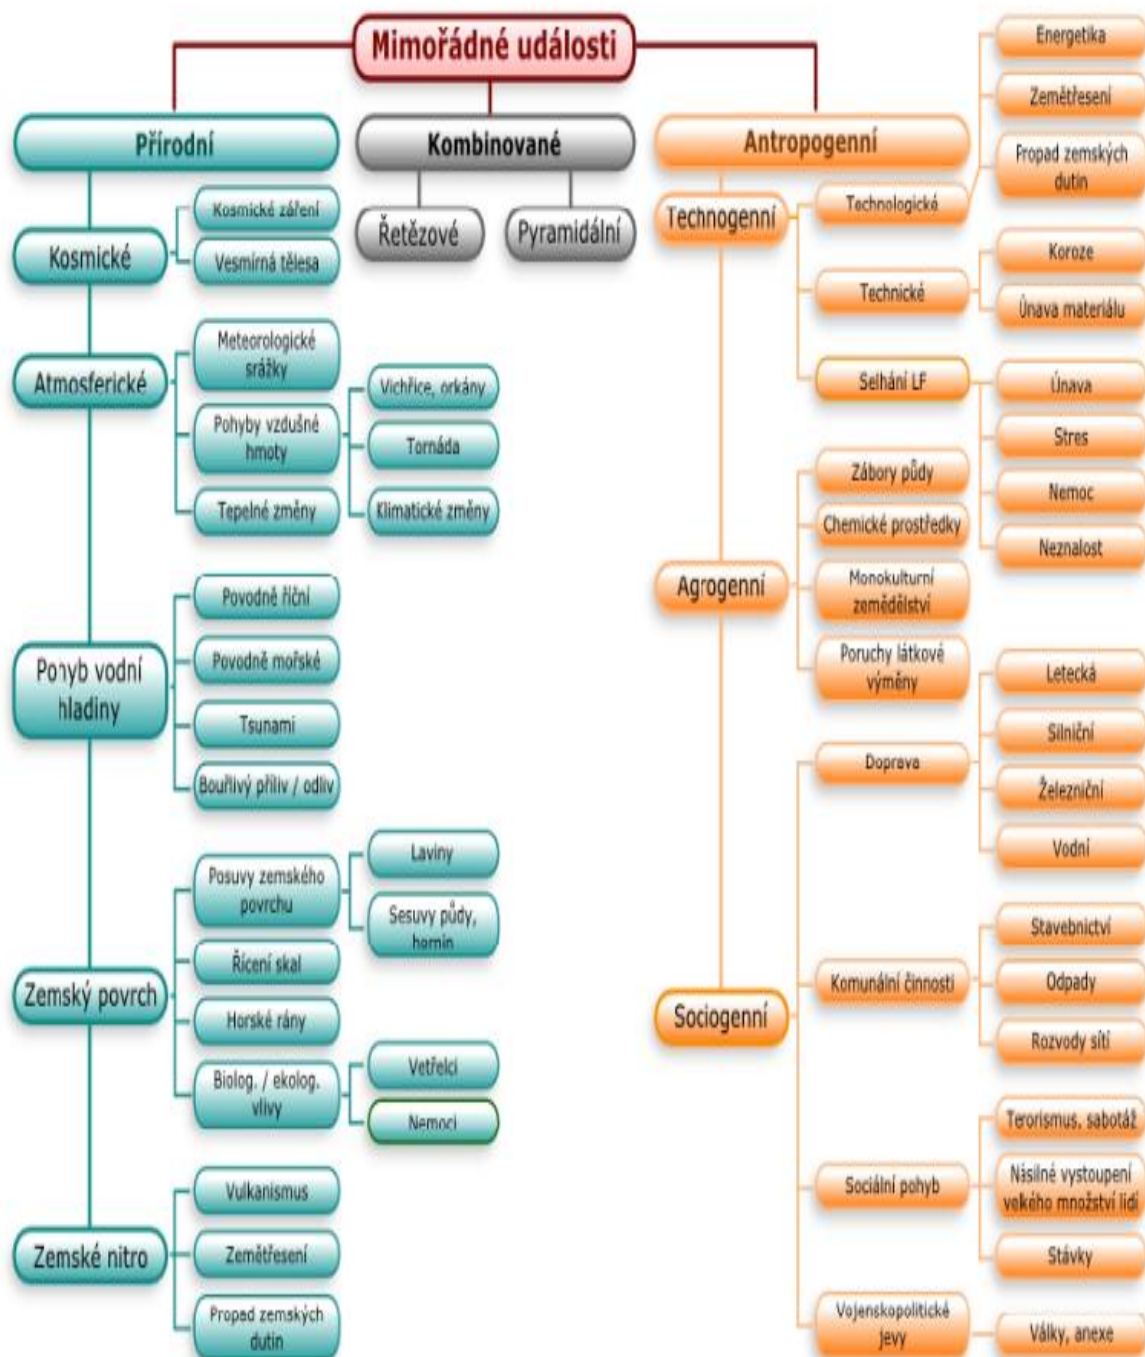 Mimořádné události
Přírodní
Kosmické
Kosmické záření
Vesmírná tělesa
Atmosferické
Meteorologické
srážky
Pohyby vzdušné
hmoty
Vichřice, orkány
Tornáda
Klimatické změny
Tepelné změny
Pohyb vodní
hladiny
Povodně říční
Povodně mořské
Tsunami
Bouřlivý příliv / odliv
Zemský povrch
Posuvy zemského
povrchu
Laviny
Sesuvy půdy,
hornin
Řícení skal
Horské rány
Biolog. / ekolog.
vlivy
Vetřelci
Nemoci
Zemské nitro
Vulkanismus
Zemětřesení
Propad zemských
dutin
Kombinované
Řetězové
Pyramidální
Antropogenní
Technogenní
Technologické
Energetika
Zemětřesení
Propad zemských
dutin
Technické
Koroze
Únava materiálu
Selhání LF
Únava
Stres
Nemoc
Neznalost
Agrogenní
Zábory půdy
Chemické prostředky
Monokulturní
zemědělství
Poruchy látkové
výměny
Sociogenní
Doprava
Letecká
Silniční
Železniční
Vodní
Komunální činnosti
Stavebnictví
Odpady
Rozvody sítí
Sociální pohyb
Terorismus, sabotáž
Násilné vystoupení
velkého množství lidí
Stávky
Vojenskopolitické
jevy
Války, anexe